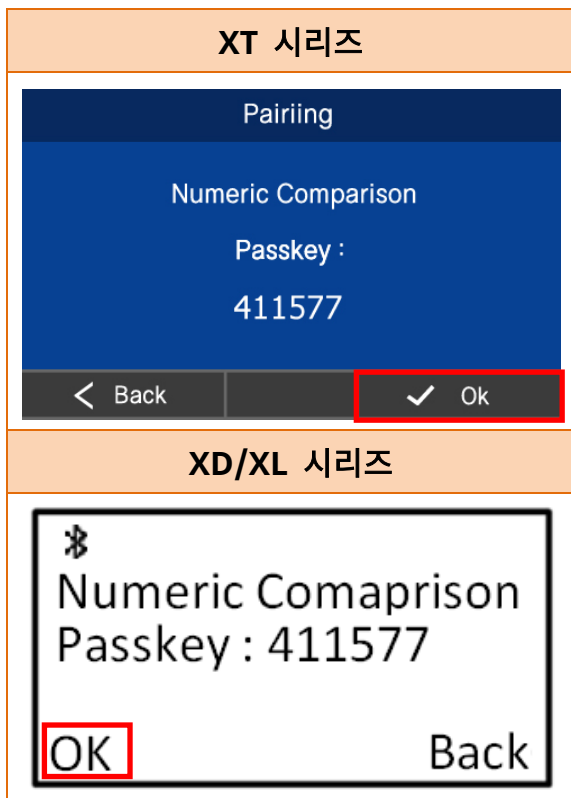 XT 시리즈
Pairiing
Numeric Comparison
Passkey :
411577
Back Ok
XD/XL 시리즈
Numeric Comaprison
Passkey : 411577
OK Back